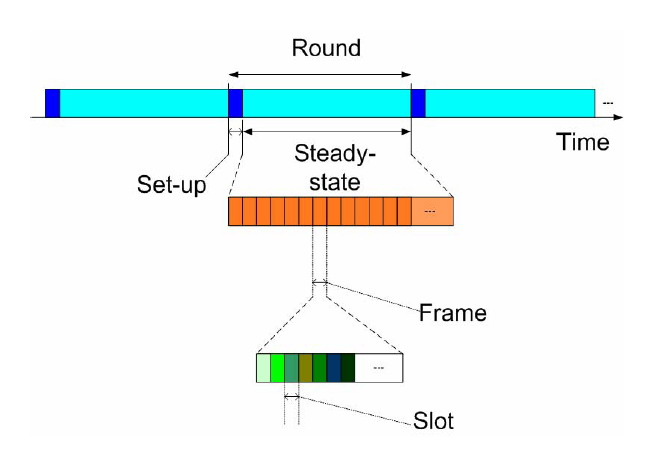 Round
---
Time
Set-up
Steady-
state
---
Frame
---
Slot